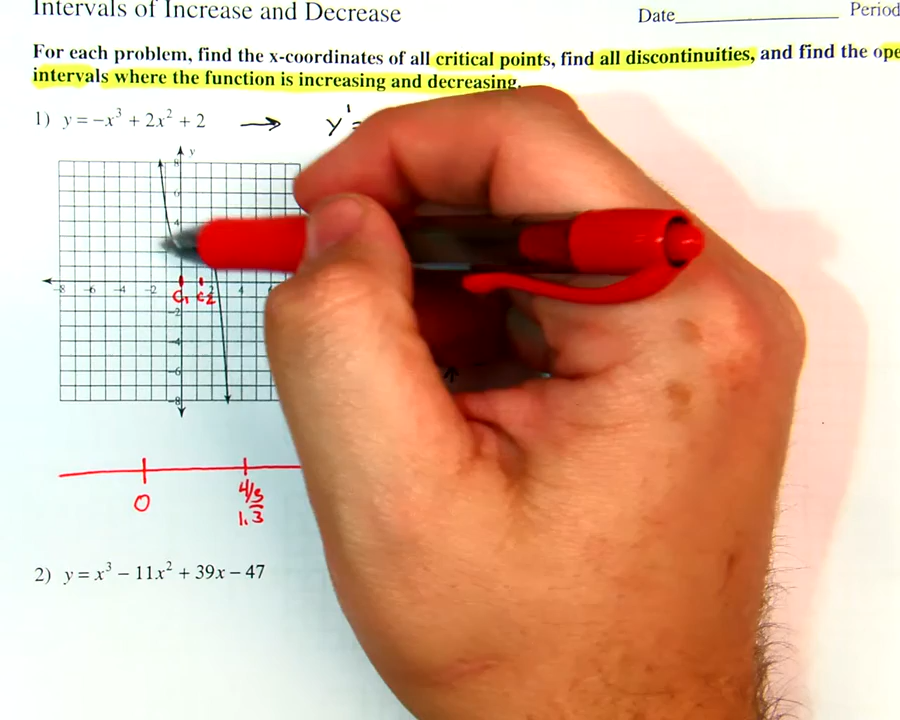 Intervals of Increase and Decrease
Date____________ Period
For each problem, find the x-coordinates of all critical points, find all discontinuities, and find the ope
intervals where the function is increasing and decreasing.
1) y = −x³ + 2x² + 2 → y' =
y
8
6
4
-8 -6 -4 -2 2 4
C₁ C₂
-2
-4
-6
-8
0 4/3
1.3̅
2) y = x³ − 11x² + 39x − 47